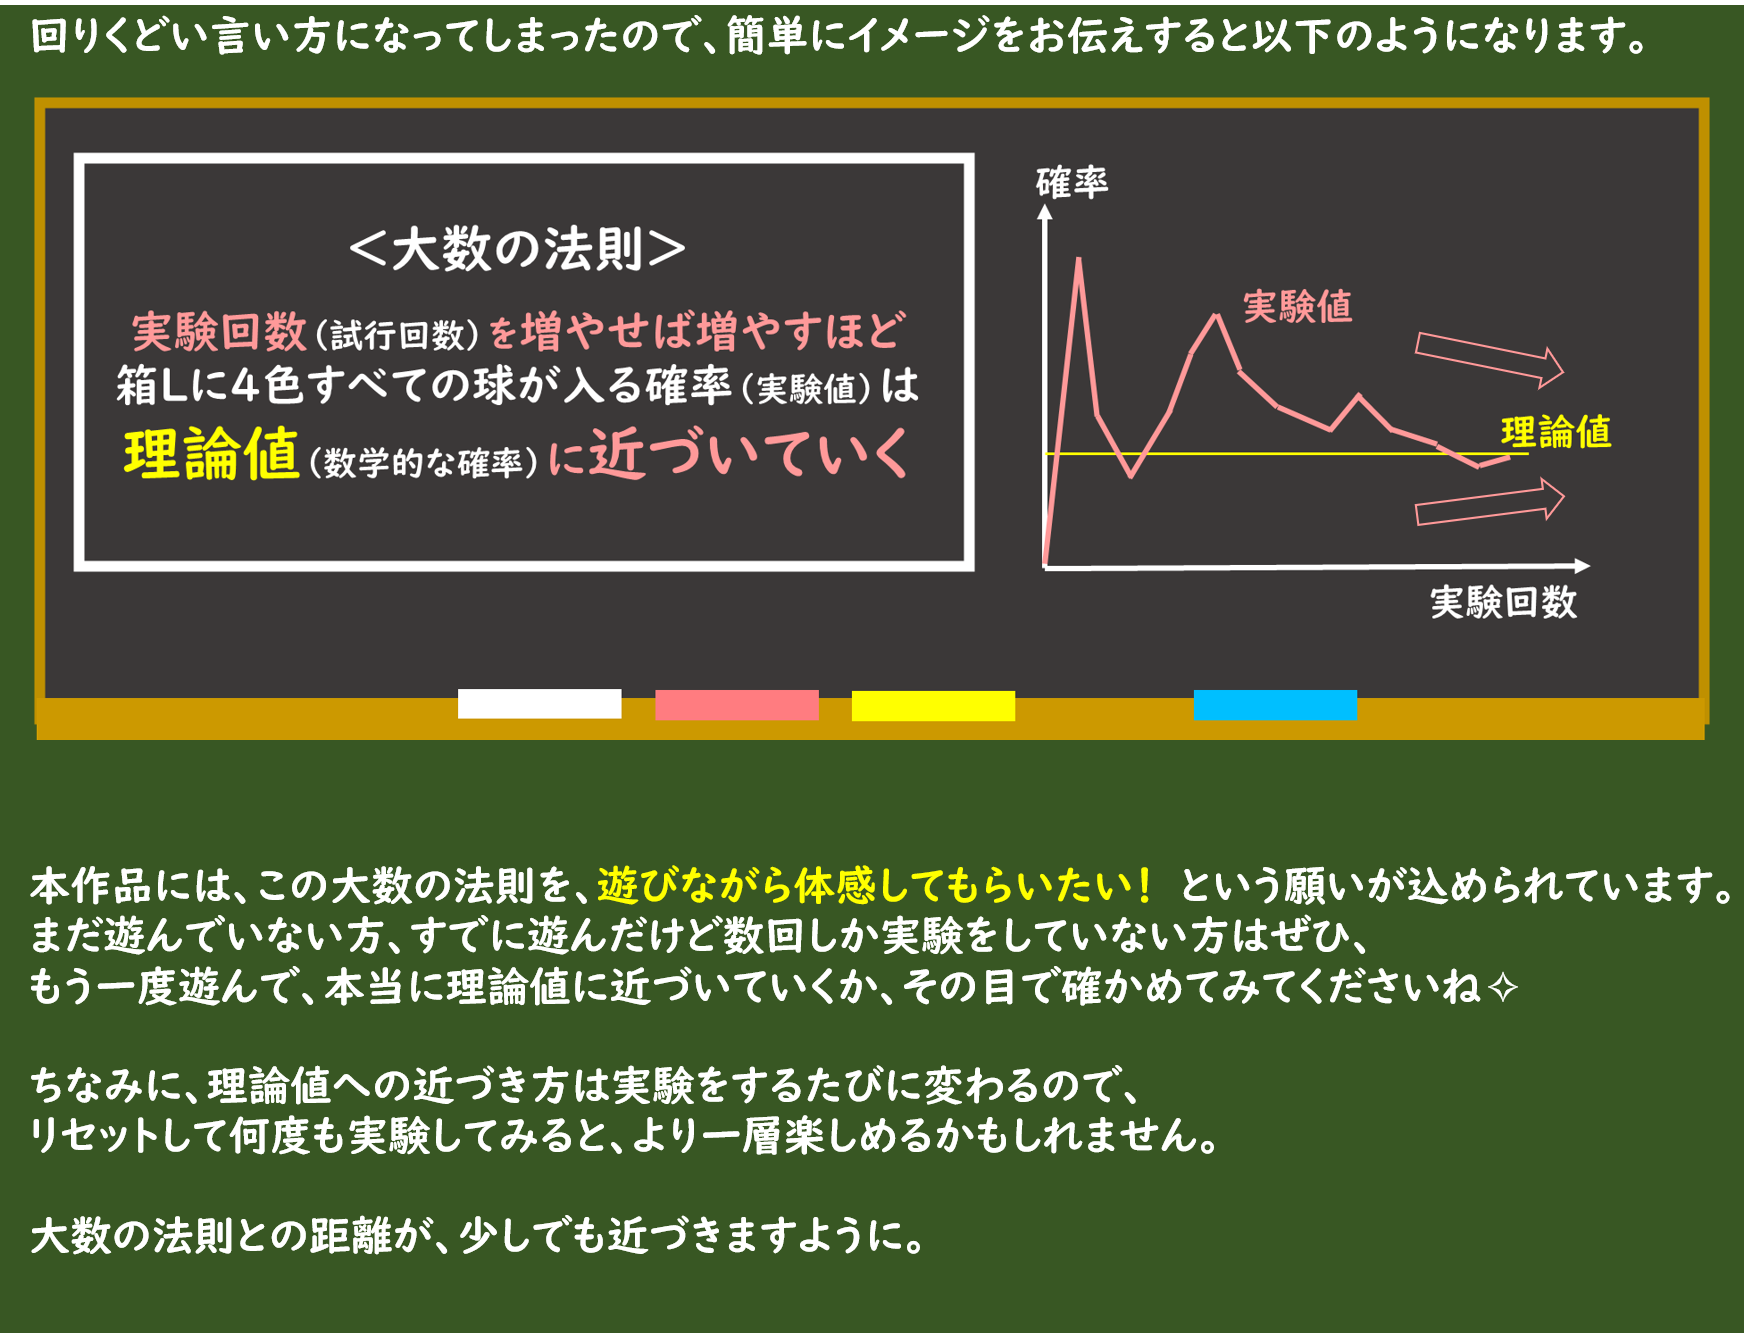 回りくどい言い方になってしまったので、簡単にイメージをお伝えすると以下のようになります。
＜大数の法則＞
実験回数（試行回数）を増やせば増やすほど
箱Lに4色すべての球が入る確率（実験値）は
理論値（数学的な確率）に近づいていく
確率
実験値
理論値
実験回数
本作品には、この大数の法則を、遊びながら体感してもらいたい！ という願いが込められています。
まだ遊んでいない方、すでに遊んだけど数回しか実験をしていない方はぜひ、
もう一度遊んで、本当に理論値に近づいていくか、その目で確かめてみてくださいね✧
ちなみに、理論値への近づき方は実験をするたびに変わるので、
リセットして何度も実験してみると、より一層楽しめるかもしれません。
大数の法則との距離が、少しでも近づきますように。